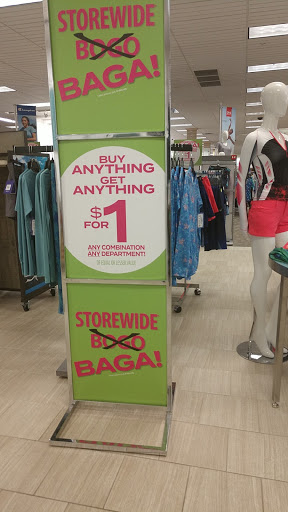 STOREWIDE
BOGO
BAGA!
BUY
ANYTHING
GET
ANYTHING
$1
FOR
ANY COMBINATION
ANY DEPARTMENT!
STOREWIDE
BOGO
BAGA!